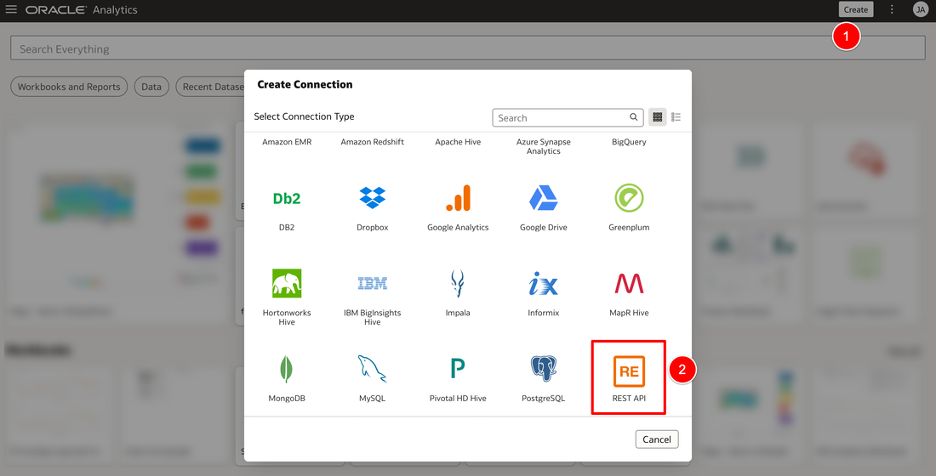 ORACLE Analytics
Create
JA
1
Search Everything
Workbooks and Reports
Data
Recent Datase
Create Connection
Select Connection Type
Search
Amazon EMR
Amazon Redshift
Apache Hive
Azure Synapse
Analytics
BigQuery
Db2
DB2
Dropbox
Google Analytics
Google Drive
Greenplum
Hortonworks
Hive
IBM
IBM BigInsights
Hive
Impala
ix
Informix
MapR Hive
MongoDB
MySQL
P
Pivotal HD Hive
PostgreSQL
RE
REST API
2
Cancel